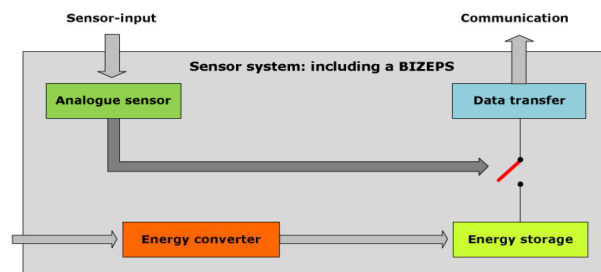 Sensor-input
Communication
Sensor system: including a BIZEPS
Analogue sensor
Data transfer
Energy converter
Energy storage